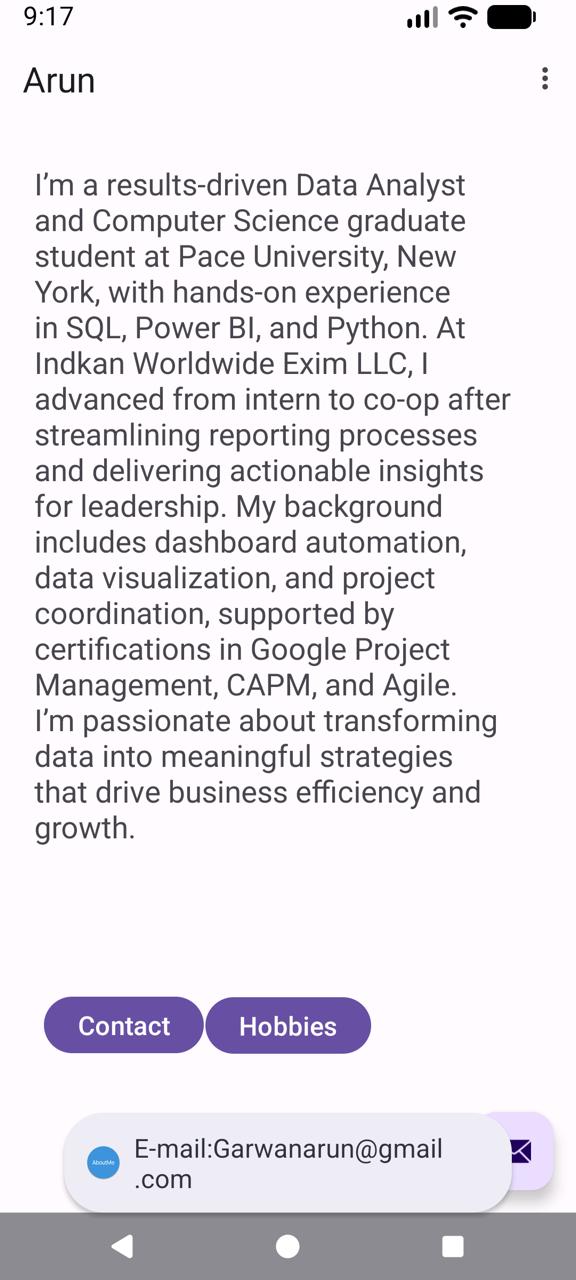 9:17
Arun
I’m a results-driven Data Analyst
and Computer Science graduate
student at Pace University, New
York, with hands-on experience
in SQL, Power BI, and Python. At
Indkan Worldwide Exim LLC, I
advanced from intern to co-op after
streamlining reporting processes
and delivering actionable insights
for leadership. My background
includes dashboard automation,
data visualization, and project
coordination, supported by
certifications in Google Project
Management, CAPM, and Agile.
I’m passionate about transforming
data into meaningful strategies
that drive business efficiency and
growth.
Contact
Hobbies
AboutMe
E-mail:Garwanarun@gmail
.com